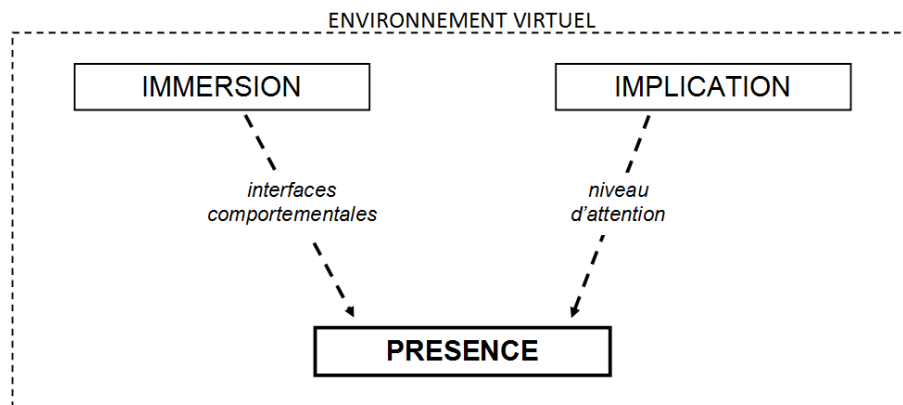 ENVIRONNEMENT VIRTUEL
IMMERSION
IMPLICATION
interfaces
comportementales
niveau
d'attention
PRESENCE